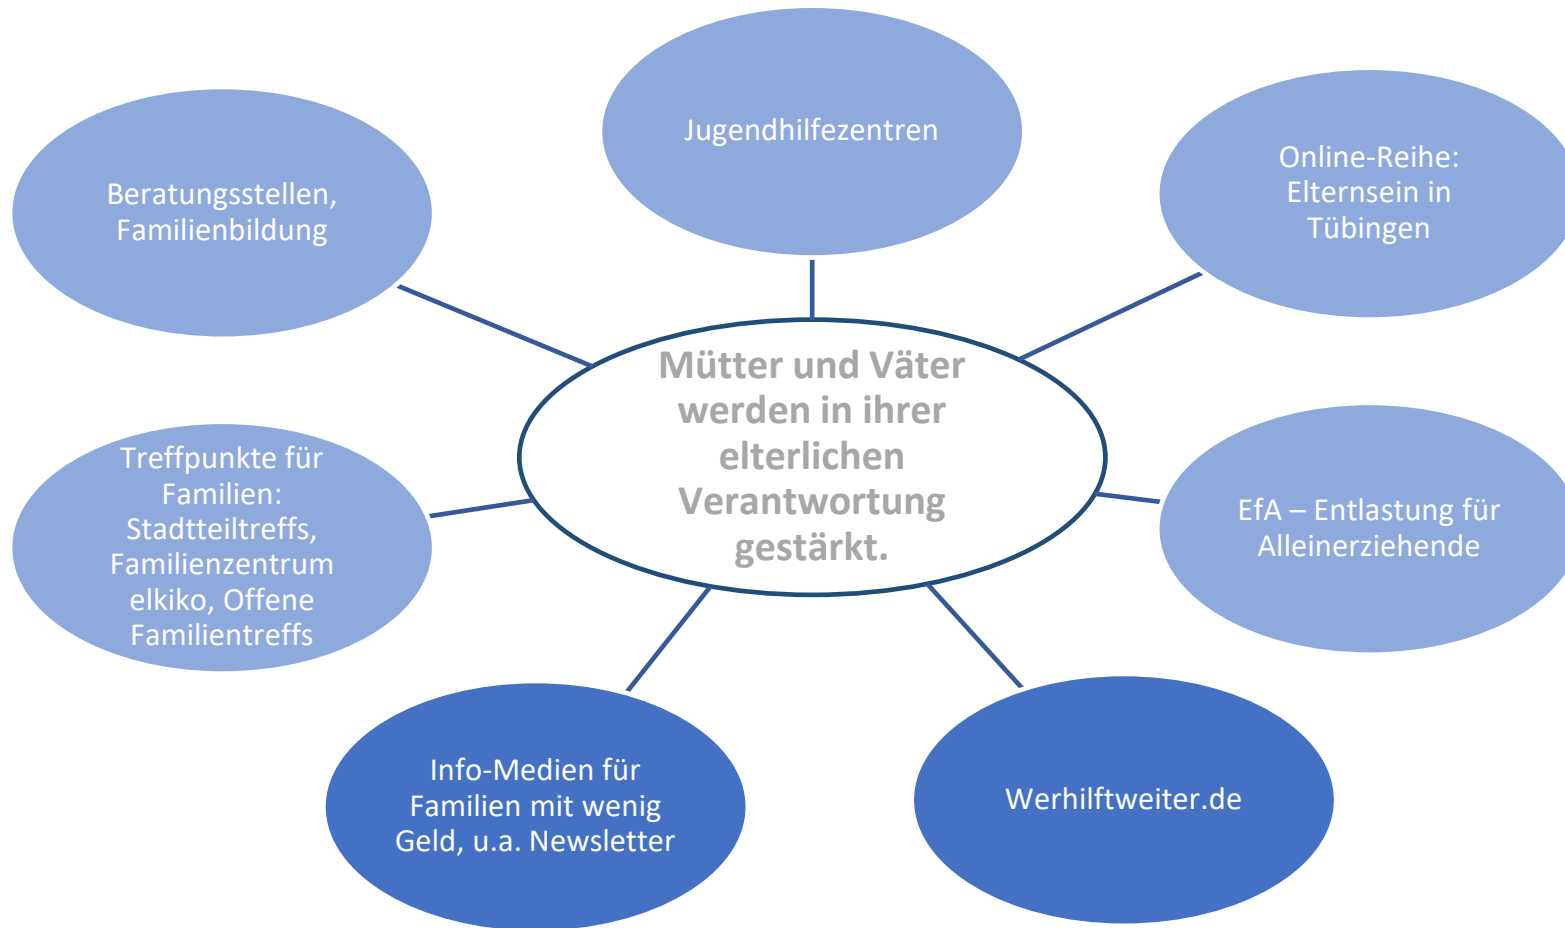 Jugendhilfezentren
Beratungsstellen,
Familienbildung
Online-Reihe:
Elternsein in
Tübingen
Mütter und Väter
werden in ihrer
elterlichen
Verantwortung
gestärkt.
Treffpunkte für
Familien:
Stadtteiltreffs,
Familienzentrum
elkiko, Offene
Familientreffs
EfA – Entlastung für
Alleinerziehende
Info-Medien für
Familien mit wenig
Geld, u.a. Newsletter
Werhilftweiter.de